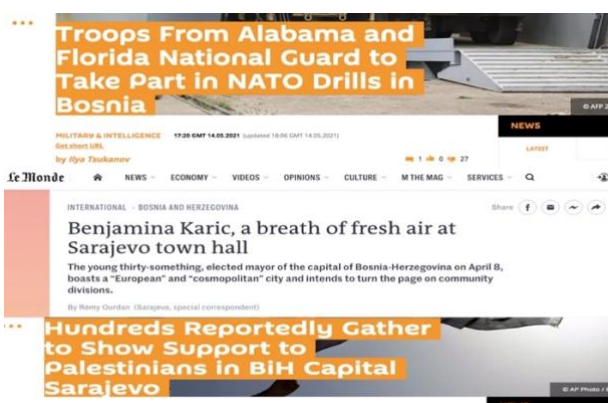 Troops From Alabama and
Florida National Guard to
Take Part in NATO Drills in
Bosnia
© AFP 2
MILITARY & INTELLIGENCE 17:20 GMT 14.05.2021 (updated 18:06 GMT 14.05.2021)
Get short URL
by Ilya Tsukanov
1 0 27
NEWS
LATEST
Le Monde NEWS ECONOMY VIDEOS OPINIONS CULTURE M THE MAG SERVICES
INTERNATIONAL - BOSNIA AND HERZEGOVINA
Share
Benjamina Karic, a breath of fresh air at
Sarajevo town hall
The young thirty-something, elected mayor of the capital of Bosnia-Herzegovina on April 8,
boasts a "European" and "cosmopolitan" city and intends to turn the page on community
divisions.
By Rémy Ourdan (Sarajevo, special correspondent)
Hundreds Reportedly Gather
to Show Support to
Palestinians in BiH Capital
Sarajevo
© AP Photo /